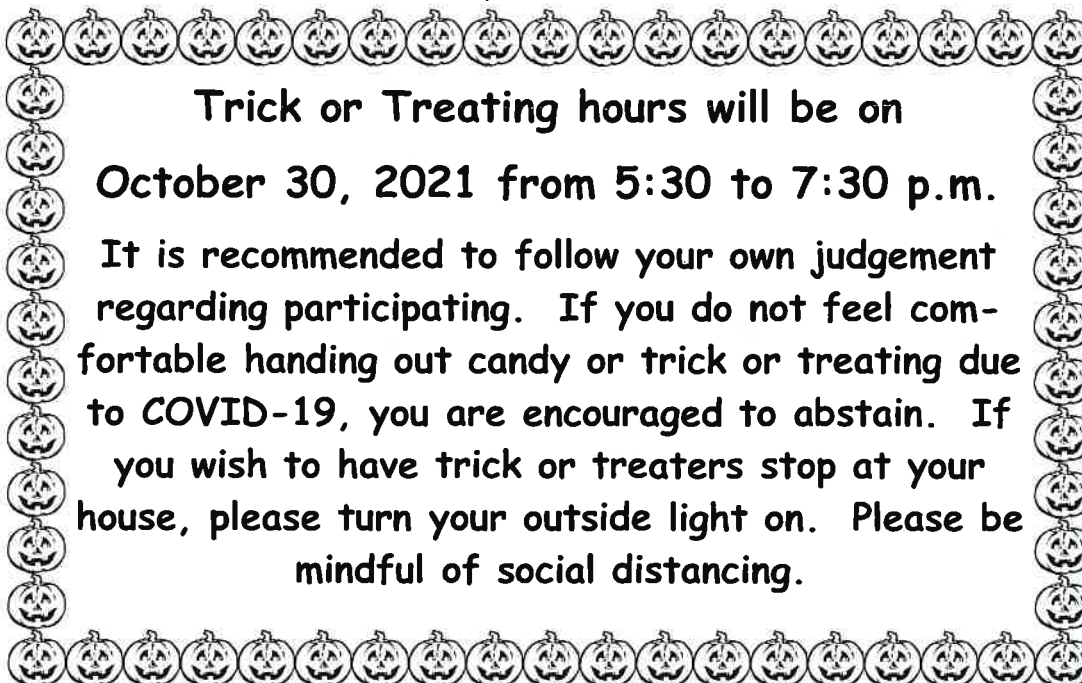 Trick or Treating hours will be on
October 30, 2021 from 5:30 to 7:30 p.m.
It is recommended to follow your own judgement
regarding participating.  If you do not feel com-
fortable handing out candy or trick or treating due
to COVID-19, you are encouraged to abstain.  If
you wish to have trick or treaters stop at your
house, please turn your outside light on.  Please be
mindful of social distancing.